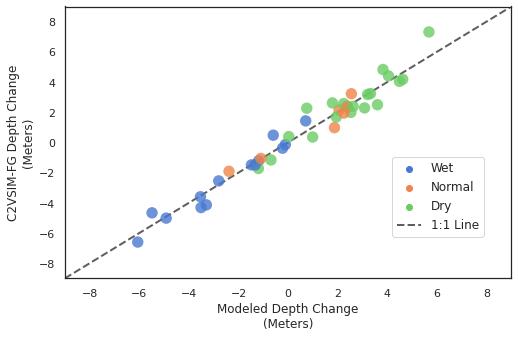 C2VSIM-FG Depth Change
(Meters)
8
6
4
2
0
−2
−4
−6
−8
Wet
Normal
Dry
1:1 Line
−8 −6 −4 −2 0 2 4 6 8
Modeled Depth Change
(Meters)